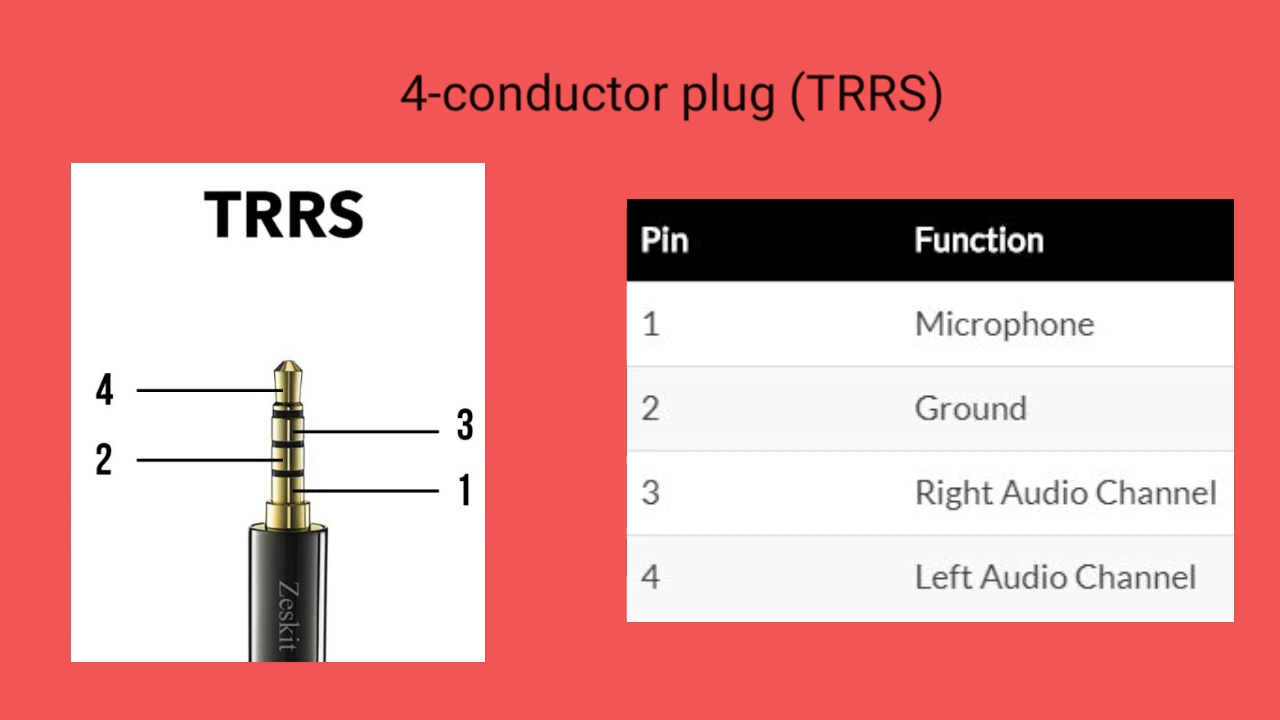 4-conductor plug (TRRS)
TRRS
4
3
2
1
Zeskit
Pin Function
1 Microphone
2 Ground
3 Right Audio Channel
4 Left Audio Channel